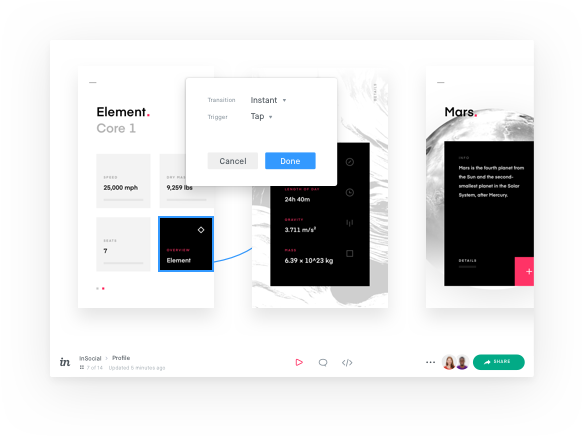 Element.
Core 1
SPEED
25,000 mph
DRY MASS
9,259 lbs
SEATS
7
OVERVIEW
Element
Transition Instant
Trigger Tap
Cancel Done
DETAILS
LENGTH OF DAY
24h 40m
GRAVITY
3.711 m/s²
MASS
6.39 × 10^23 kg
Mars.
INFO
Mars is the fourth planet from
the Sun and the second-
smallest planet in the Solar
System, after Mercury.
DETAILS
+
in
InSocial Profile
7 of 14 Updated 5 minutes ago
SHARE